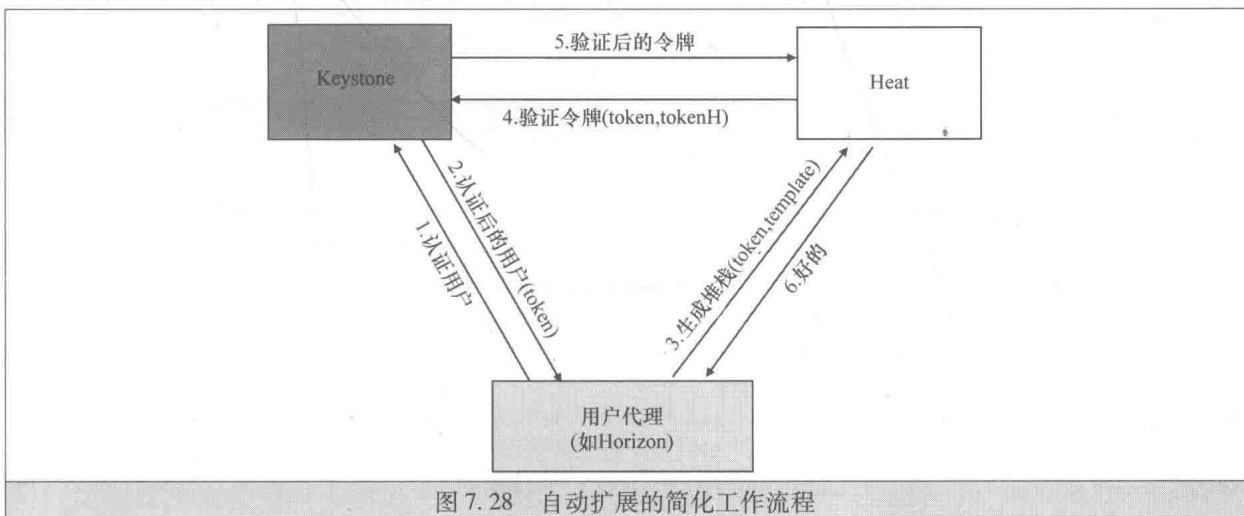 5.验证后的令牌
Keystone
Heat
4.验证令牌(token,tokenH)
1.认证用户
2.认证后的用户(token)
3.生成堆栈(token,template)
6.好的
用户代理
(如Horizon)
图 7.28 自动扩展的简化工作流程